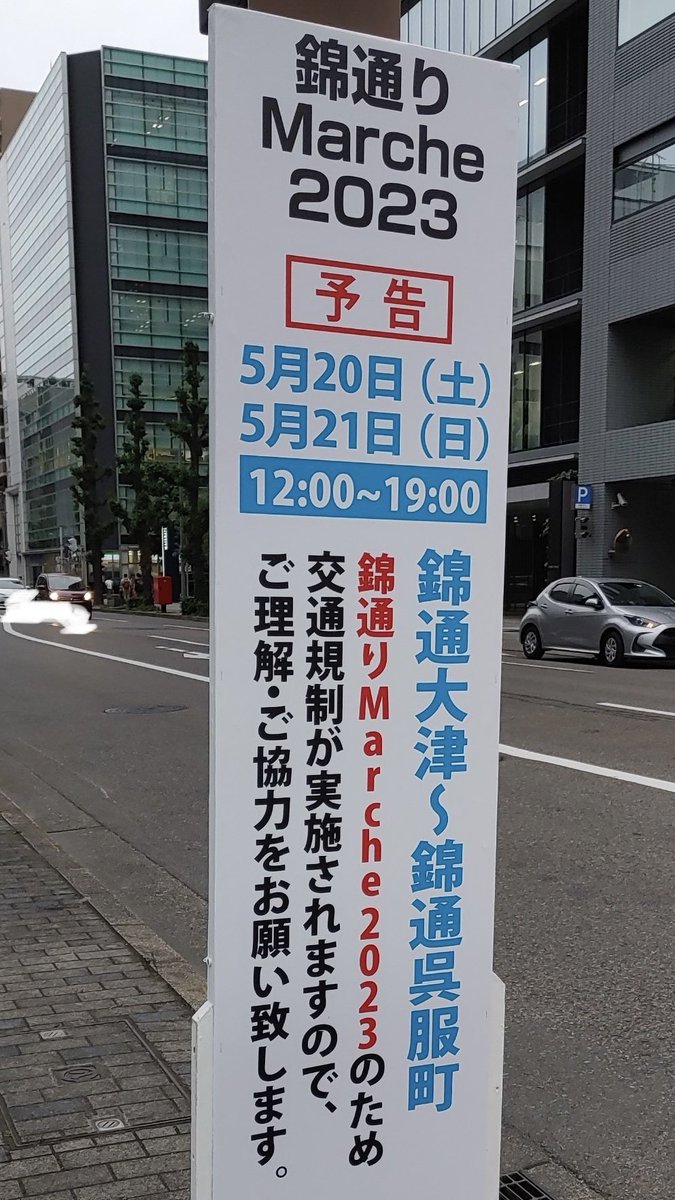 錦通り
Marche
2023
予告
5月20日（土）
5月21日（日）
12:00~19:00
錦通大津～錦通呉服町
錦通りMarche2023のため
交通規制が実施されますので、
ご理解・ご協力をお願い致します。
P